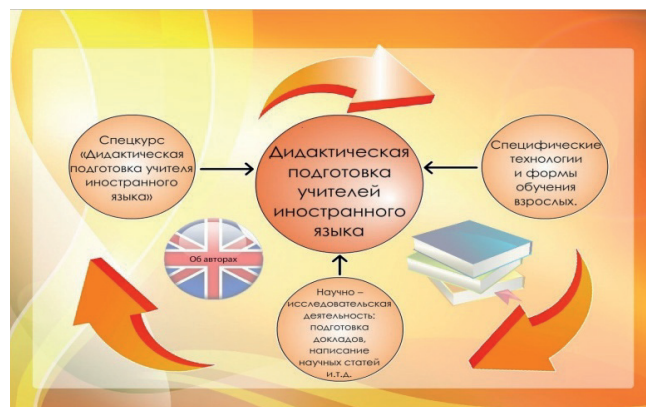 Спецкурс
«Дидактическая
подготовка учителя
иностранного
языка»
Дидактическая
подготовка
учителей
иностранного
языка
Специфические
технологии
и формы
обучения
взрослых.
Об авторах
Научно –
исследовательская
деятельность:
подготовка
докладов,
написание
научных статей
и.т.д.